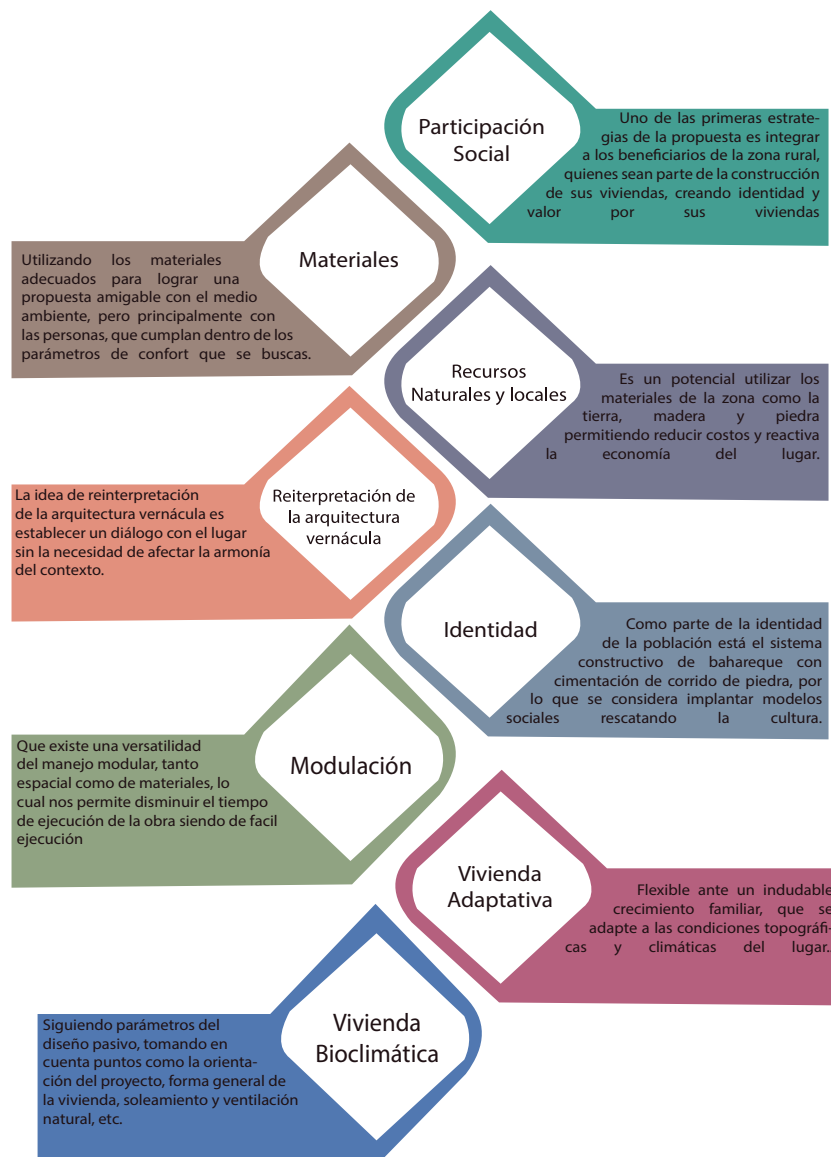 Participación
Social
Uno de las primeras estrate-
gias de la propuesta es integrar
a los beneficiarios de la zona rural,
quienes sean parte de la construcción
de sus viviendas, creando identidad y
valor por sus viviendas
Materiales
Utilizando los materiales
adecuados para lograr una
propuesta amigable con el medio
ambiente, pero principalmente con
las personas, que cumplan dentro de los
parámetros de confort que se buscas.
Recursos
Naturales y locales
Es un potencial utilizar los
materiales de la zona como la
tierra, madera y piedra
permitiendo reducir costos y reactiva
la economía del lugar.
Reiterpretación de
la arquitectura
vernácula
La idea de reinterpretación
de la arquitectura vernácula es
establecer un diálogo con el lugar
sin la necesidad de afectar la armonía
del contexto.
Identidad
Como parte de la identidad
de la población está el sistema
constructivo de bahareque con
cimentación de corrido de piedra, por
lo que se considera implantar modelos
sociales rescatando la cultura.
Modulación
Que existe una versatilidad
del manejo modular, tanto
espacial como de materiales, lo
cual nos permite disminuir el tiempo
de ejecución de la obra siendo de facil
ejecución
Vivienda
Adaptativa
Flexible ante un indudable
crecimiento familiar, que se
adapte a las condiciones topográfi-
cas y climáticas del lugar..
Vivienda
Bioclimática
Siguiendo parámetros del
diseño pasivo, tomando en
cuenta puntos como la orienta-
ción del proyecto, forma general de
la vivienda, soleamiento y ventilación
natural, etc.